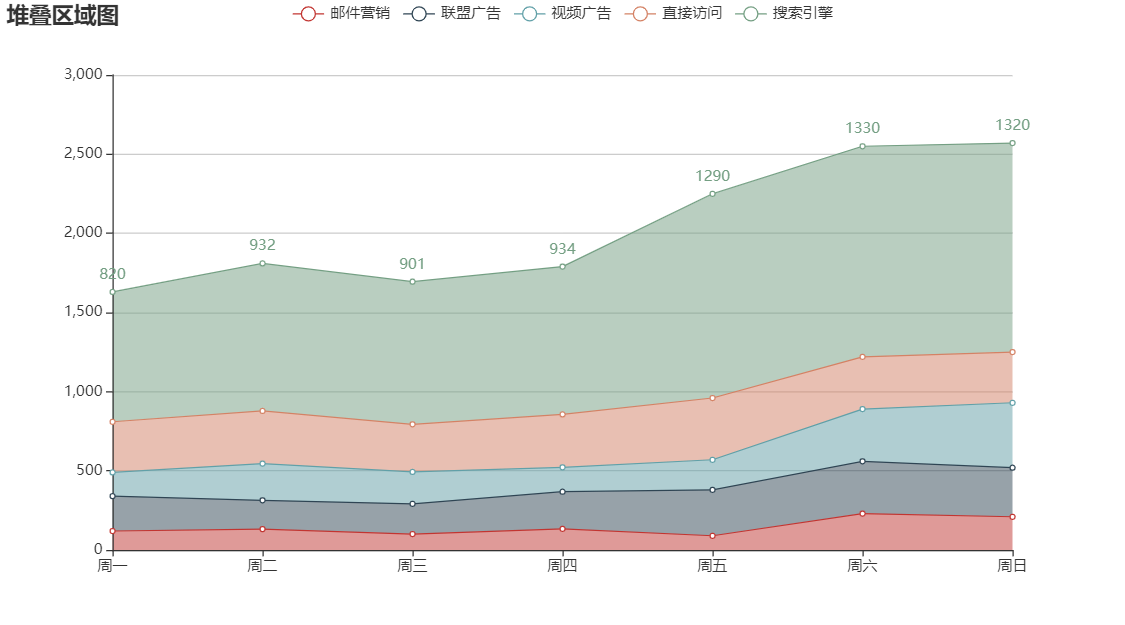 堆叠区域图
邮件营销 联盟广告 视频广告 直接访问 搜索引擎
3,000
2,500
2,000
1,500
1,000
500
0
820 932 901 934 1290 1330 1320
周一 周二 周三 周四 周五 周六 周日